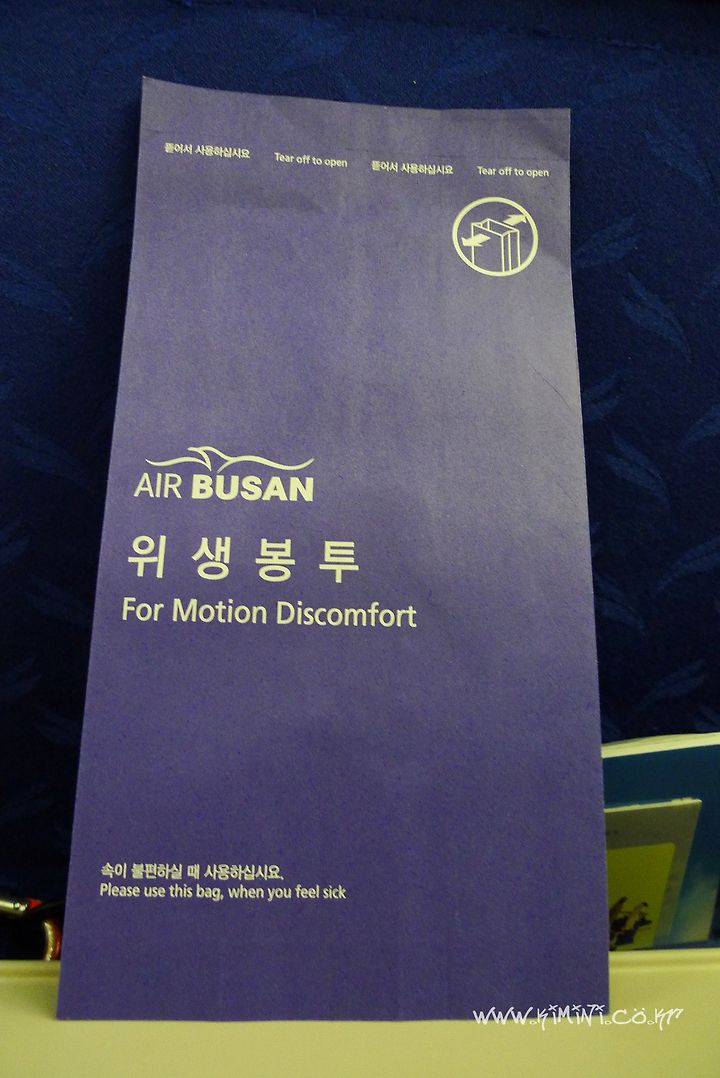 뜯어서 사용하십시요 Tear off to open 뜯어서 사용하십시요 Tear off to open
AIR BUSAN
위생봉투
For Motion Discomfort
속이 불편하실 때 사용하십시요.
Please use this bag, when you feel sick
www.kimini.co.kr